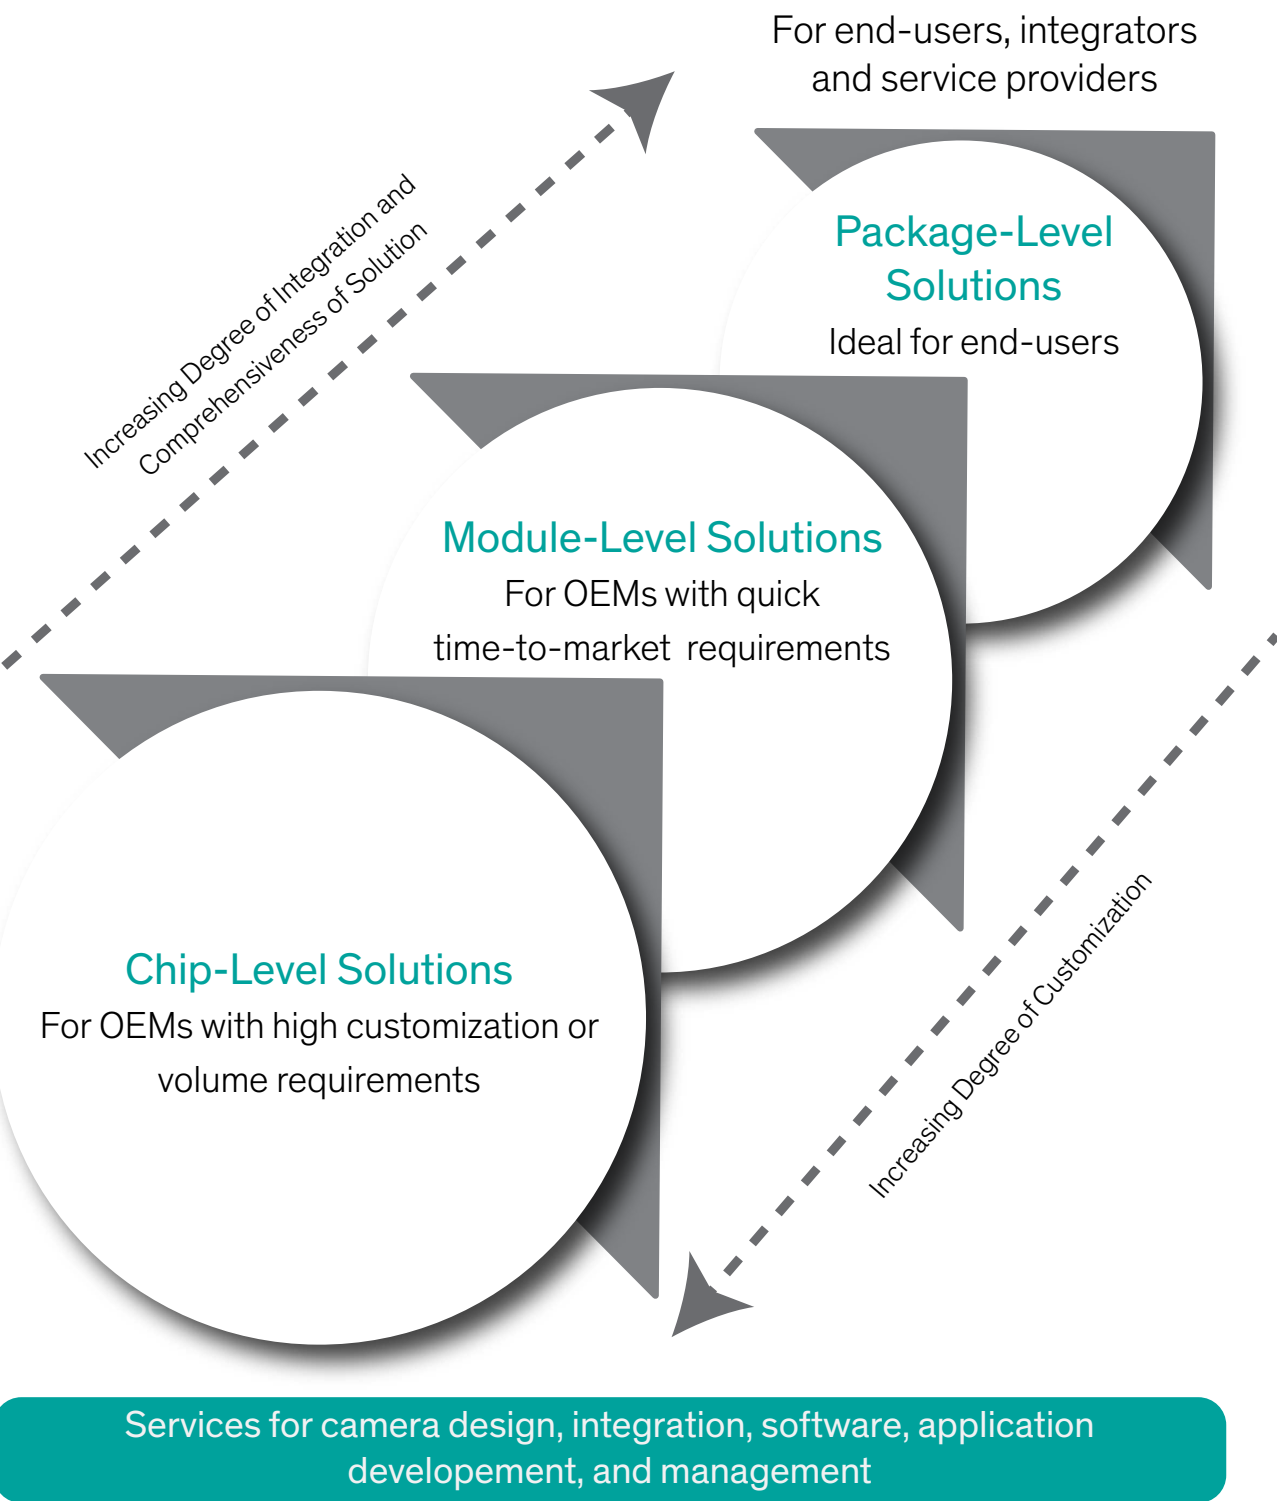 For end-users, integrators
and service providers
Package-Level
Solutions
Ideal for end-users
Increasing Degree of Integration and
Comprehensiveness of Solution
Module-Level Solutions
For OEMs with quick
time-to-market requirements
Chip-Level Solutions
For OEMs with high customization or
volume requirements
Increasing Degree of Customization
Services for camera design, integration, software, application
developement, and management